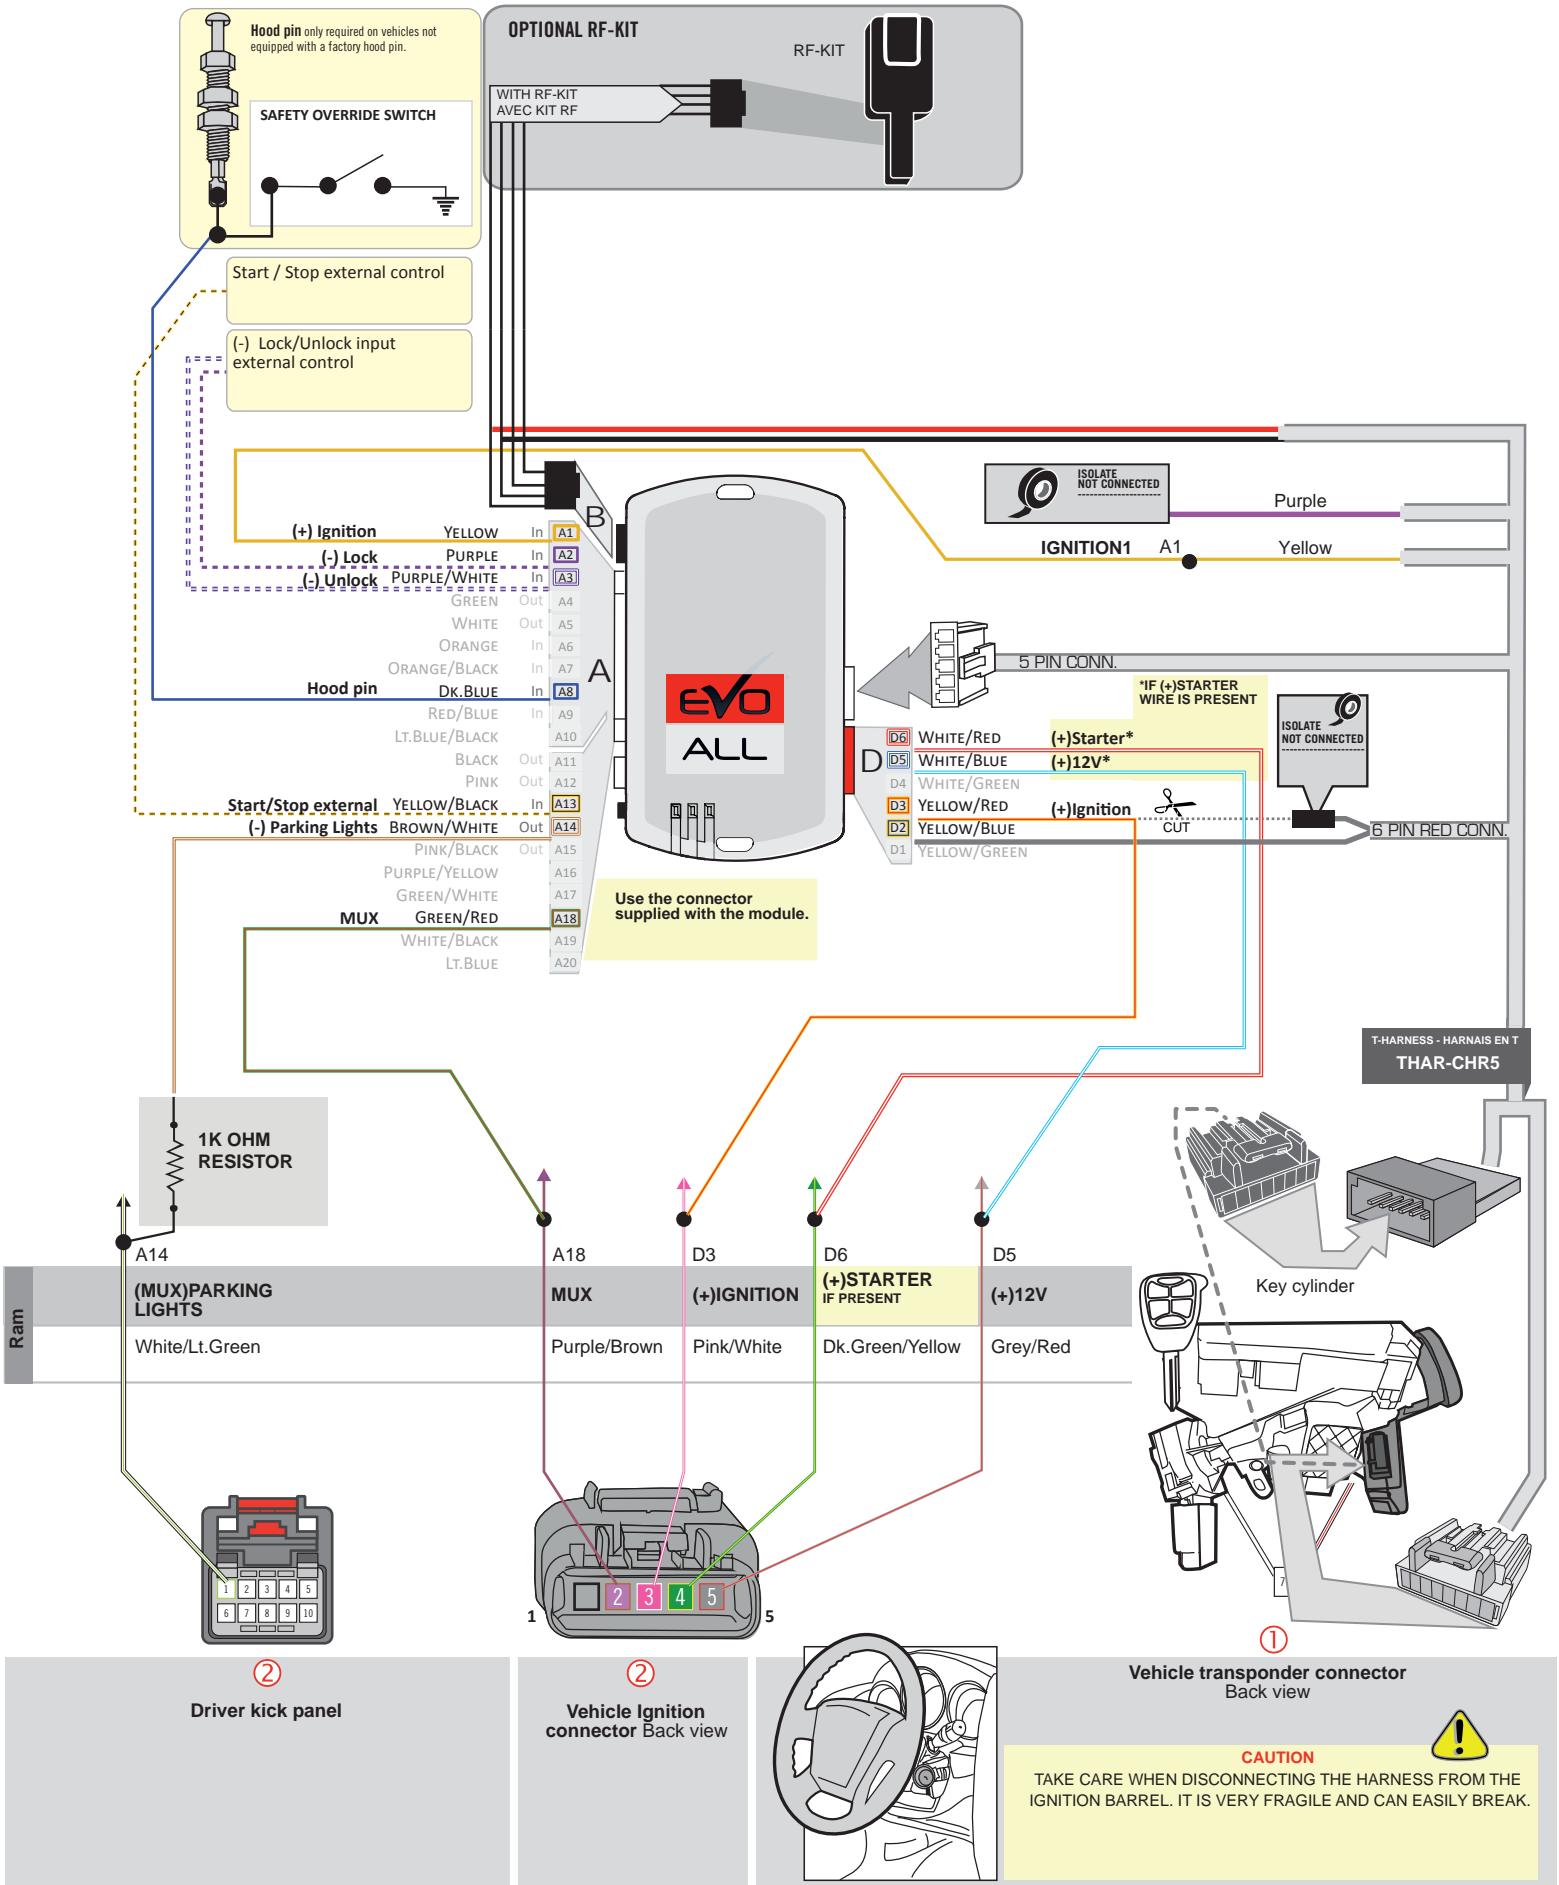 Hood pin only required on vehicles not
equipped with a factory hood pin.
SAFETY OVERRIDE SWITCH
OPTIONAL RF-KIT
RF-KIT
WITH RF-KIT
AVEC KIT RF
Start / Stop external control
(-) Lock/Unlock input
external control
ISOLATE
NOT CONNECTED
Purple
IGNITION1 A1 Yellow
B
A
(+) Ignition YELLOW In A1
(-) Lock PURPLE In A2
(-) Unlock PURPLE/WHITE In A3
GREEN Out A4
WHITE Out A5
ORANGE In A6
ORANGE/BLACK In A7
Hood pin DK.BLUE In A8
RED/BLUE In A9
LT.BLUE/BLACK A10
BLACK Out A11
PINK Out A12
Start/Stop external YELLOW/BLACK In A13
(-) Parking Lights BROWN/WHITE Out A14
PINK/BLACK Out A15
PURPLE/YELLOW A16
GREEN/WHITE A17
MUX GREEN/RED A18
WHITE/BLACK A19
LT.BLUE A20
EVO
ALL
Use the connector
supplied with the module.
5 PIN CONN.
*IF (+)STARTER
WIRE IS PRESENT
ISOLATE
NOT CONNECTED
D
D6 WHITE/RED (+)Starter*
D5 WHITE/BLUE (+)12V*
D4 WHITE/GREEN
D3 YELLOW/RED (+)Ignition
CUT
D2 YELLOW/BLUE
D1 YELLOW/GREEN
6 PIN RED CONN.
T-HARNESS - HARNAIS EN T
THAR-CHR5
1K OHM
RESISTOR
A14 A18 D3 D6 D5
Ram
(MUX)PARKING
LIGHTS
MUX
(+)IGNITION
(+)STARTER
IF PRESENT
(+)12V
White/Lt.Green Purple/Brown Pink/White Dk.Green/Yellow Grey/Red
Key cylinder
7
1 2 3 4 5
6 7 8 9 10
2 3 4 5
1 5
②
Driver kick panel
②
Vehicle Ignition
connector Back view
①
Vehicle transponder connector
Back view
CAUTION
TAKE CARE WHEN DISCONNECTING THE HARNESS FROM THE
IGNITION BARREL. IT IS VERY FRAGILE AND CAN EASILY BREAK.